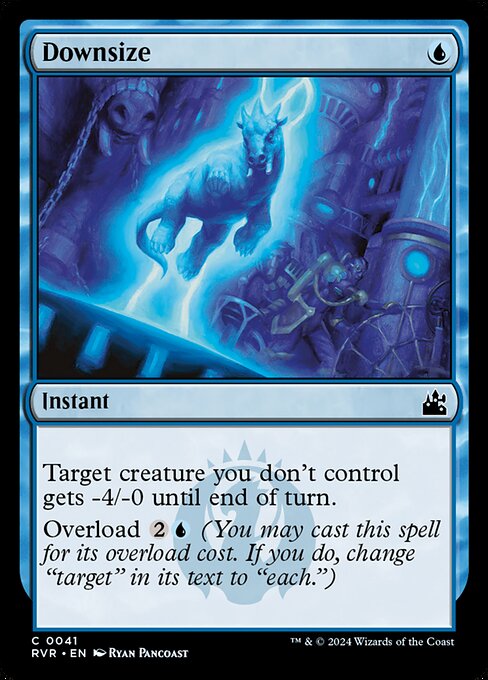 Downsize
Instant
Target creature you don't control
gets -4/-0 until end of turn.
Overload 2 (You may cast this spell
for its overload cost. If you do, change
“target” in its text to “each.”)
C 0041
RVR • EN Ryan Pancoast
™ & © 2024 Wizards of the Coast